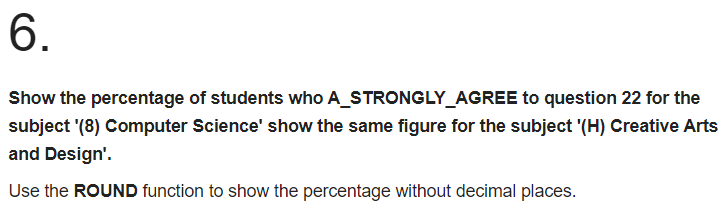 6.
Show the percentage of students who A_STRONGLY_AGREE to question 22 for the
subject '(8) Computer Science' show the same figure for the subject '(H) Creative Arts
and Design'.
Use the ROUND function to show the percentage without decimal places.